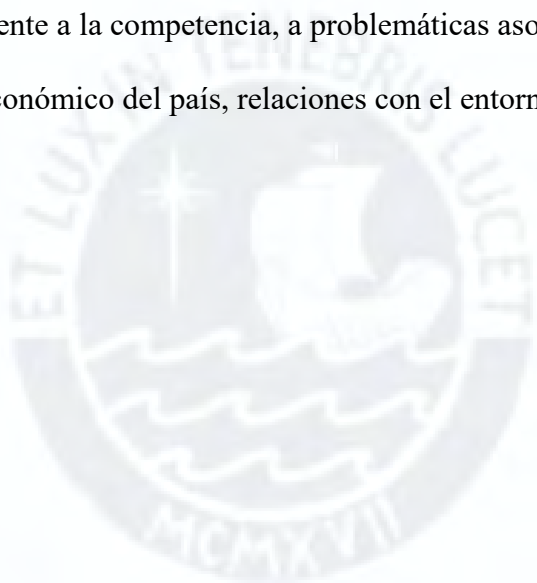 ente a la competencia, a problemáticas aso
conómico del país, relaciones con el entorn
ET LUX IN TENEBRIS LUCET
MCMXVII